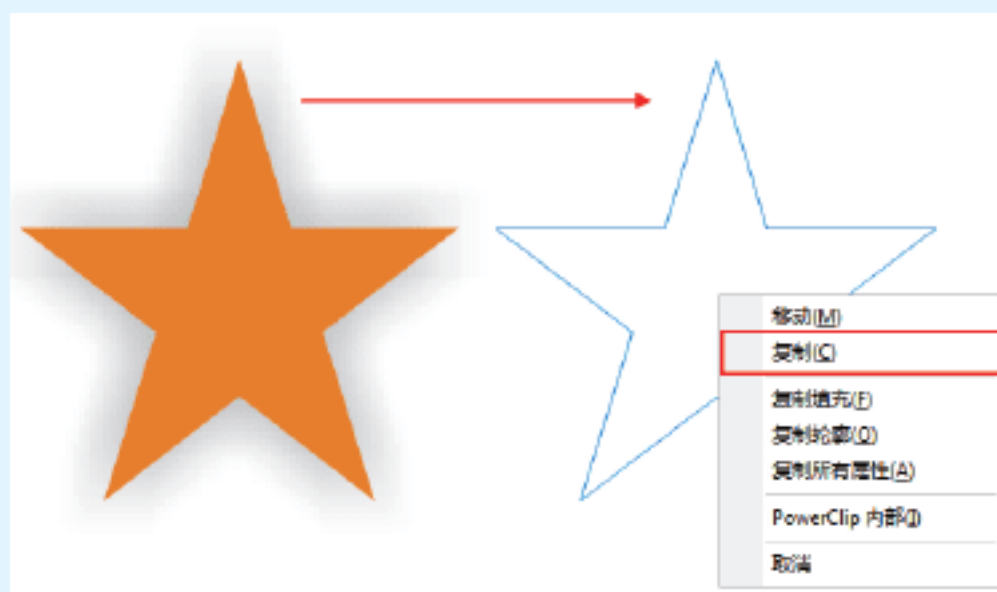 移动(M)
复制(C)
复制填充(F)
复制轮廓(O)
复制所有属性(A)
PowerClip 内部(I)
取消